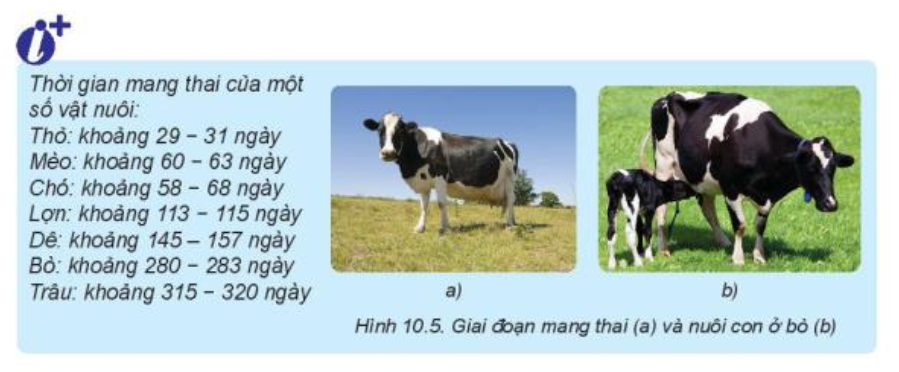 i+
Thời gian mang thai của một
số vật nuôi:
Thỏ: khoảng 29 – 31 ngày
Mèo: khoảng 60 – 63 ngày
Chó: khoảng 58 – 68 ngày
Lợn: khoảng 113 – 115 ngày
Dê: khoảng 145 – 157 ngày
Bò: khoảng 280 – 283 ngày
Trâu: khoảng 315 – 320 ngày
a)
b)
Hình 10.5. Giai đoạn mang thai (a) và nuôi con ở bò (b)